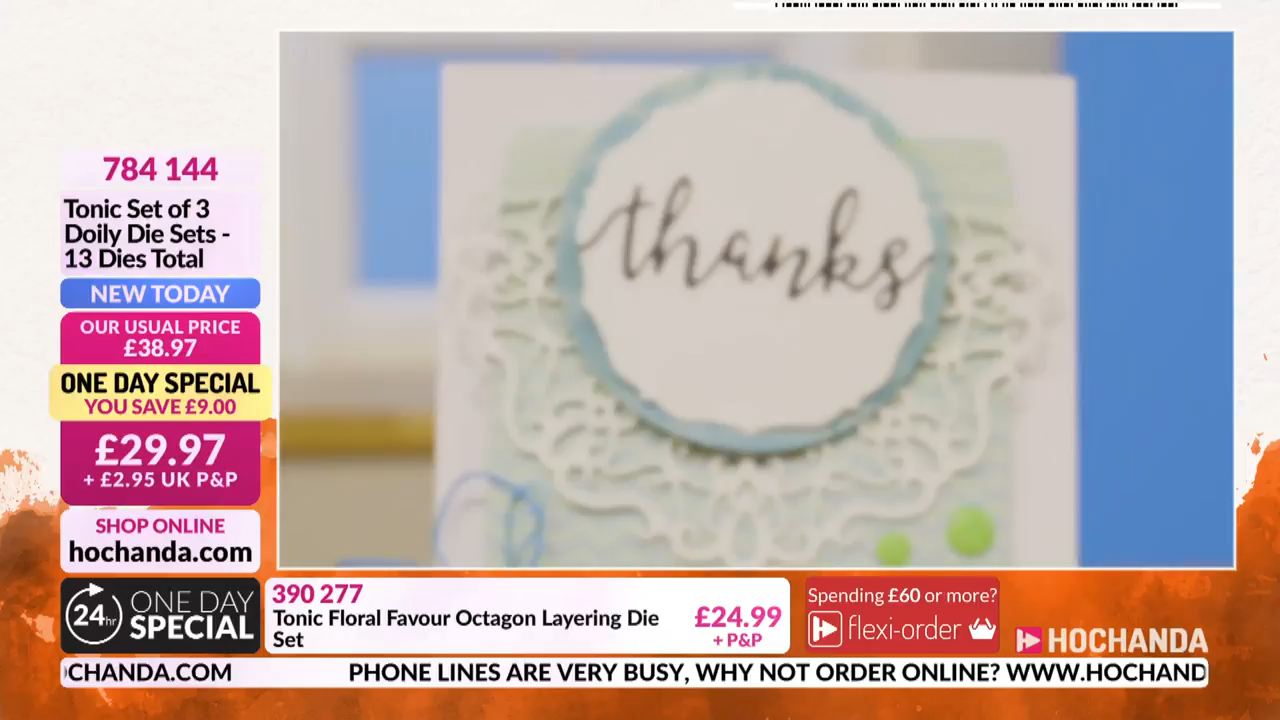 784 144
Tonic Set of 3
Doily Die Sets -
13 Dies Total
NEW TODAY
OUR USUAL PRICE
£38.97
ONE DAY SPECIAL
YOU SAVE £9.00
£29.97
+ £2.95 UK P&P
SHOP ONLINE
hochanda.com
thanks
24hr ONE DAY
SPECIAL
390 277
Tonic Floral Favour Octagon Layering Die
Set
£24.99
+ P&P
Spending £60 or more?
flexi-order
HOCHANDA
CHANDA.COM PHONE LINES ARE VERY BUSY, WHY NOT ORDER ONLINE? WWW.HOCHAND